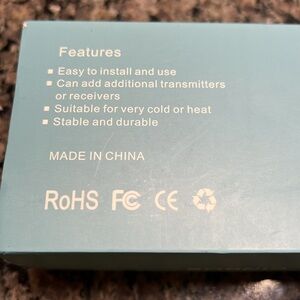 Features
▪ Easy to install and use
▪ Can add additional transmitters
or receivers
▪ Suitable for very cold or heat
▪ Stable and durable
MADE IN CHINA
RoHS FC CE